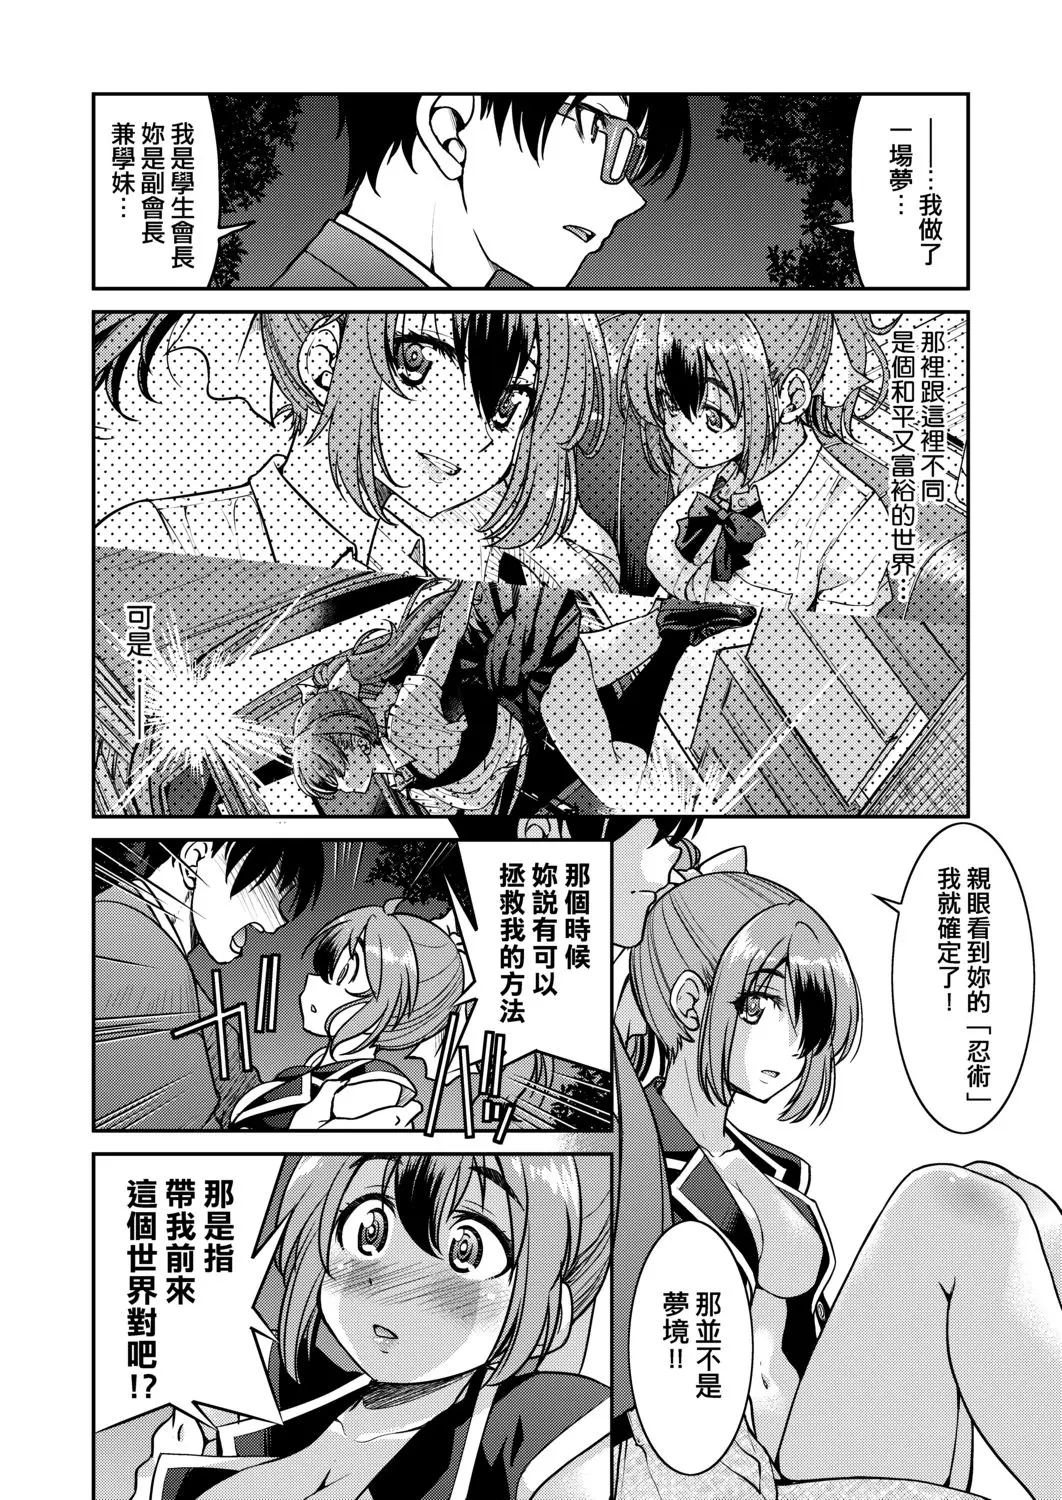 ――…我做了
一場夢…
我是學生會長
妳是副會長
兼學妹…
那裡跟這裡不同
是個和平又富裕的世界…
可是…――
親眼看到妳的「忍術」
我就確定了！
那並不是
夢境!!
那個時候
妳說有可以
拯救我的方法
那是指
帶我前來
這個世界對吧!?